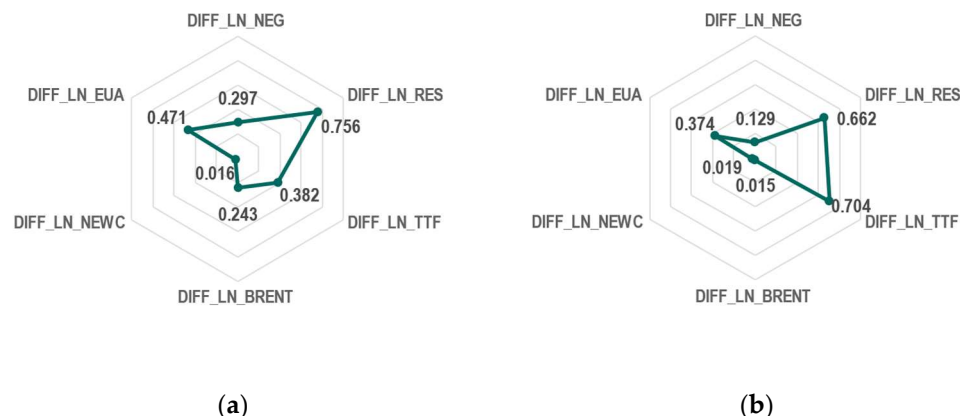 DIFF_LN_NEG
DIFF_LN_EUA
DIFF_LN_RES
0.297
0.471
0.756
0.016
0.382
0.243
DIFF_LN_NEWC
DIFF_LN_TTF
DIFF_LN_BRENT
(a)
DIFF_LN_NEG
DIFF_LN_EUA
DIFF_LN_RES
0.129
0.374
0.662
0.019
0.015
0.704
DIFF_LN_NEWC
DIFF_LN_TTF
DIFF_LN_BRENT
(b)